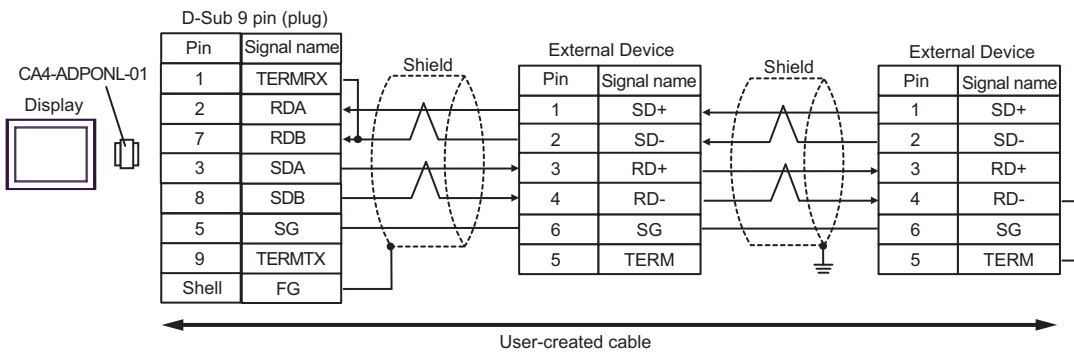 D-Sub 9 pin (plug)
CA4-ADPONL-01
Display
Pin Signal name
1 TERMRX
2 RDA
7 RDB
3 SDA
8 SDB
5 SG
9 TERMTX
Shell FG
Shield
External Device
Pin Signal name
1 SD+
2 SD-
3 RD+
4 RD-
6 SG
5 TERM
Shield
External Device
Pin Signal name
1 SD+
2 SD-
3 RD+
4 RD-
6 SG
5 TERM
User-created cable